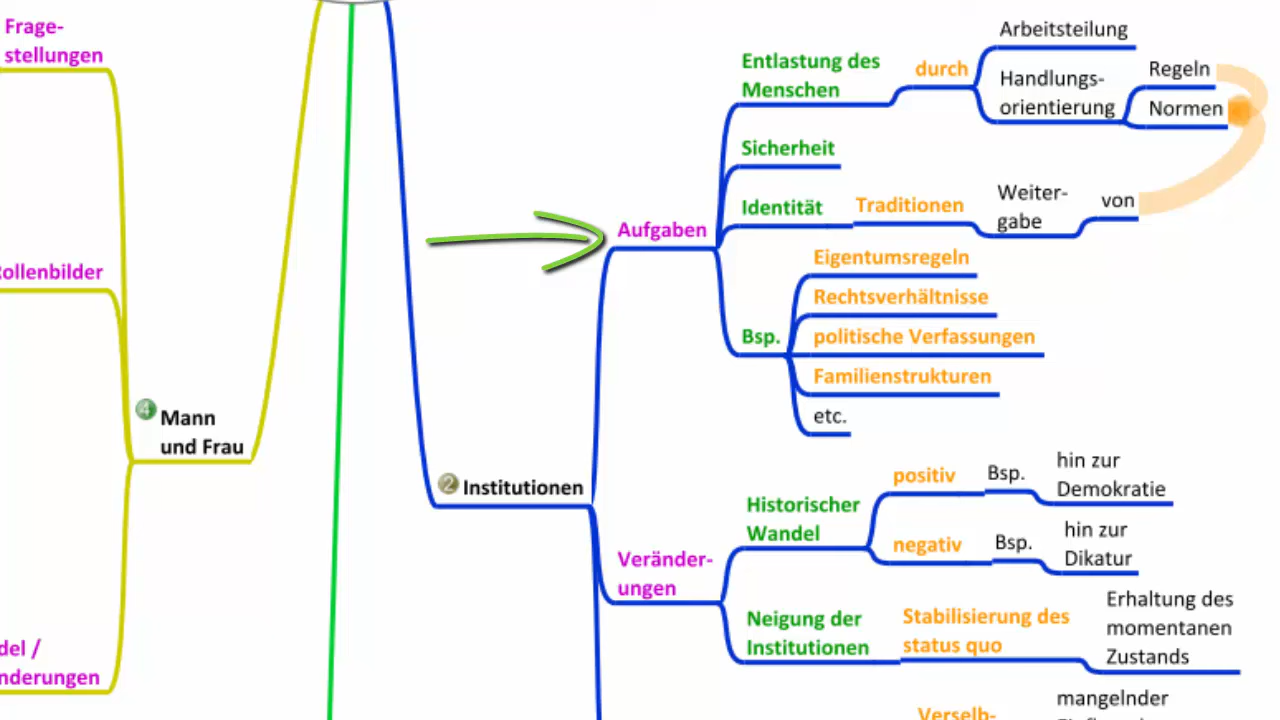 Frage-
stellungen
ollenbilder
4
Mann
und Frau
del /
nderungen
2
Institutionen
Aufgaben
Entlastung des
Menschen
durch
Arbeitsteilung
Handlungs-
orientierung
Regeln
Normen
Sicherheit
Identität
Traditionen
Weiter-
gabe
von
Bsp.
Eigentumsregeln
Rechtsverhältnisse
politische Verfassungen
Familienstrukturen
etc.
Veränder-
ungen
Historischer
Wandel
positiv
Bsp.
hin zur
Demokratie
negativ
Bsp.
hin zur
Dikatur
Neigung der
Institutionen
Stabilisierung des
status quo
Erhaltung des
momentanen
Zustands
Verselb-
mangelnder